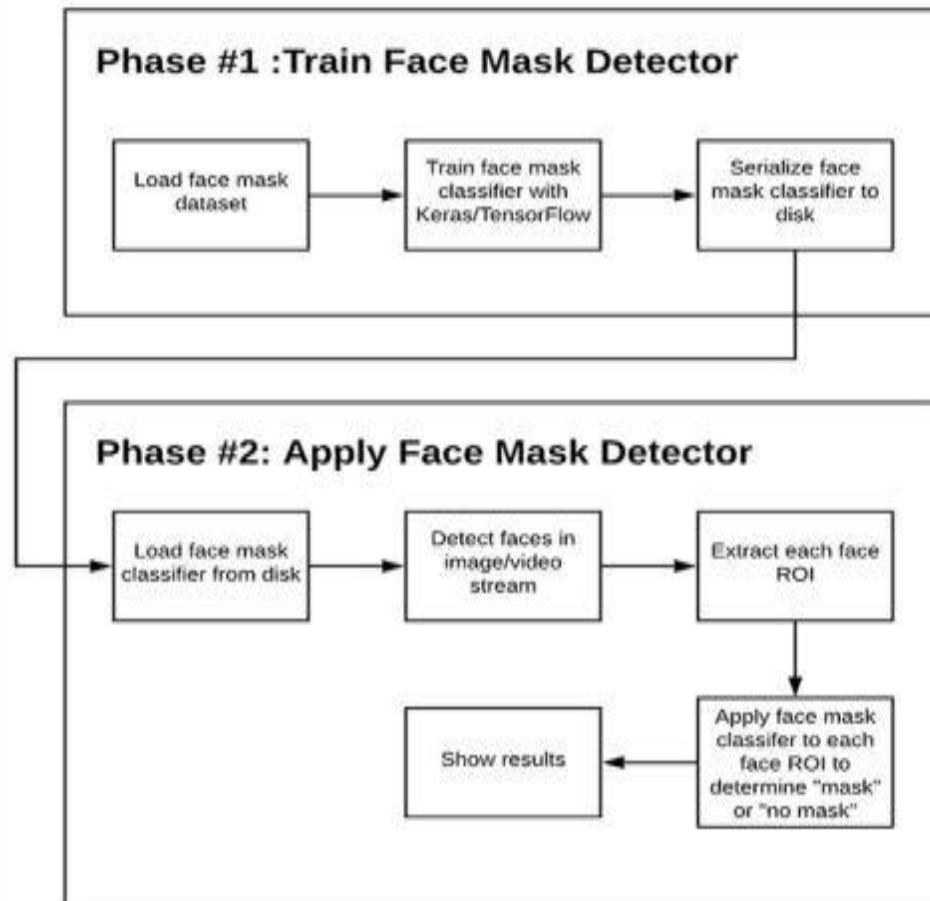 Phase #1 :Train Face Mask Detector
Load face mask
dataset
Train face mask
classifier with
Keras/TensorFlow
Serialize face
mask classifier to
disk
Phase #2: Apply Face Mask Detector
Load face mask
classifier from disk
Detect faces in
image/video
stream
Extract each face
ROI
Show results
Apply face mask
classifer to each
face ROI to
determine "mask"
or "no mask"